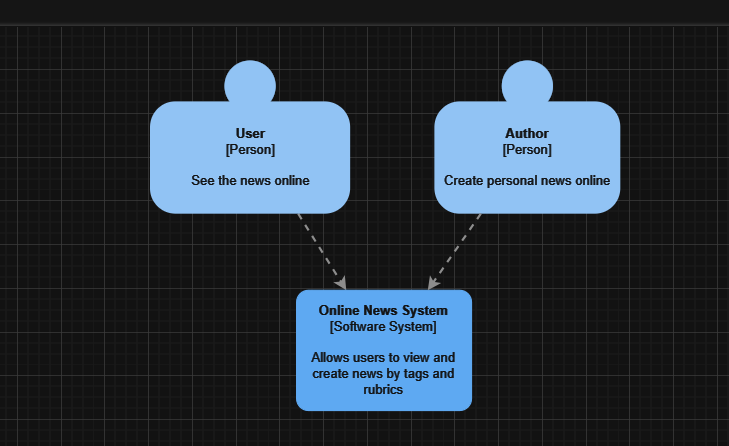 User
[Person]
See the news online
Author
[Person]
Create personal news online
Online News System
[Software System]
Allows users to view and
create news by tags and
rubrics